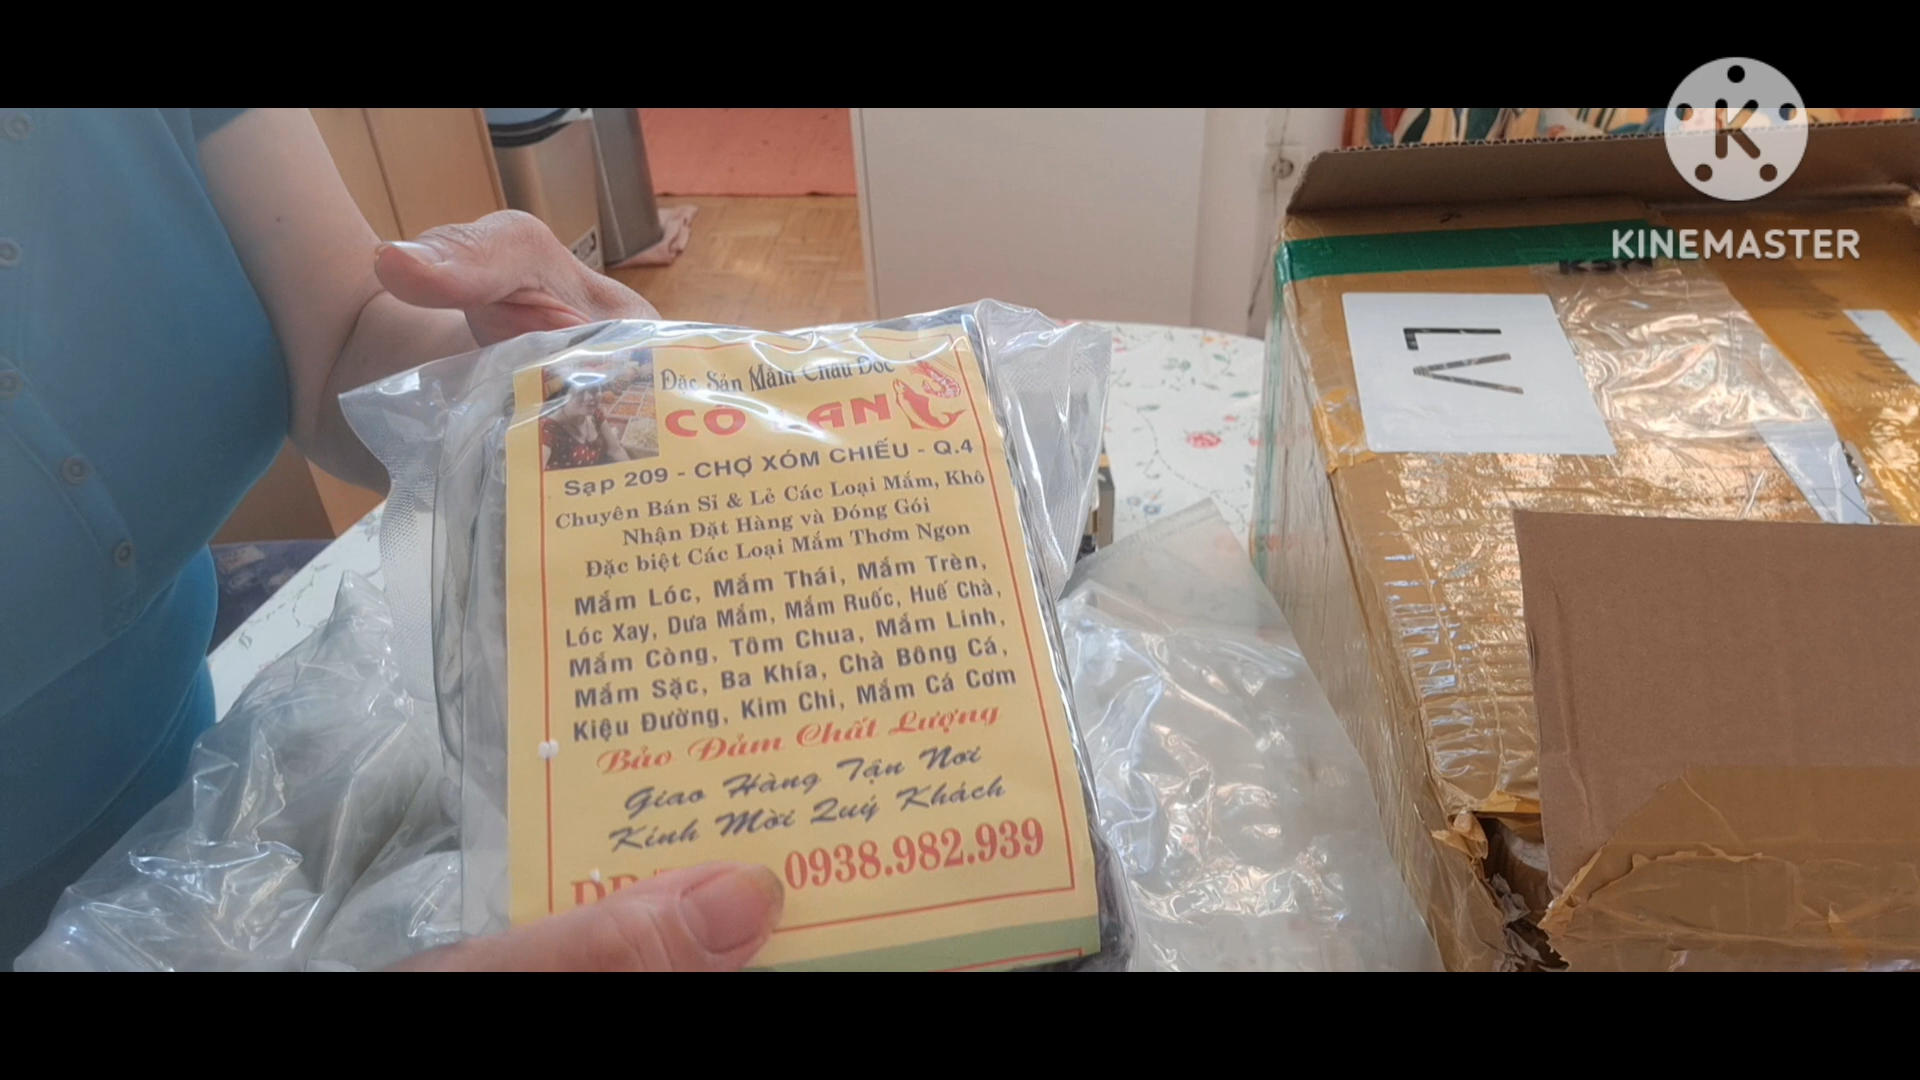 Đặc Sản Mắm Châu Đốc
CÔ LAN
Sạp 209 - CHỢ XÓM CHIẾU - Q.4
Chuyên Bán Sỉ & Lẻ Các Loại Mắm, Khô
Nhận Đặt Hàng và Đóng Gói
Đặc biệt Các Loại Mắm Thơm Ngon
Mắm Lóc, Mắm Thái, Mắm Trèn,
Lóc Xay, Dưa Mắm, Mắm Ruốc, Huế Chà,
Mắm Còng, Tôm Chua, Mắm Linh,
Mắm Sặc, Ba Khía, Chà Bông Cá,
Kiệu Đường, Kim Chi, Mắm Cá Cơm
Bảo Đảm Chất Lượng
Giao Hàng Tận Nơi
Kính Mời Quý Khách
0938.982.939
LV
KINEMASTER